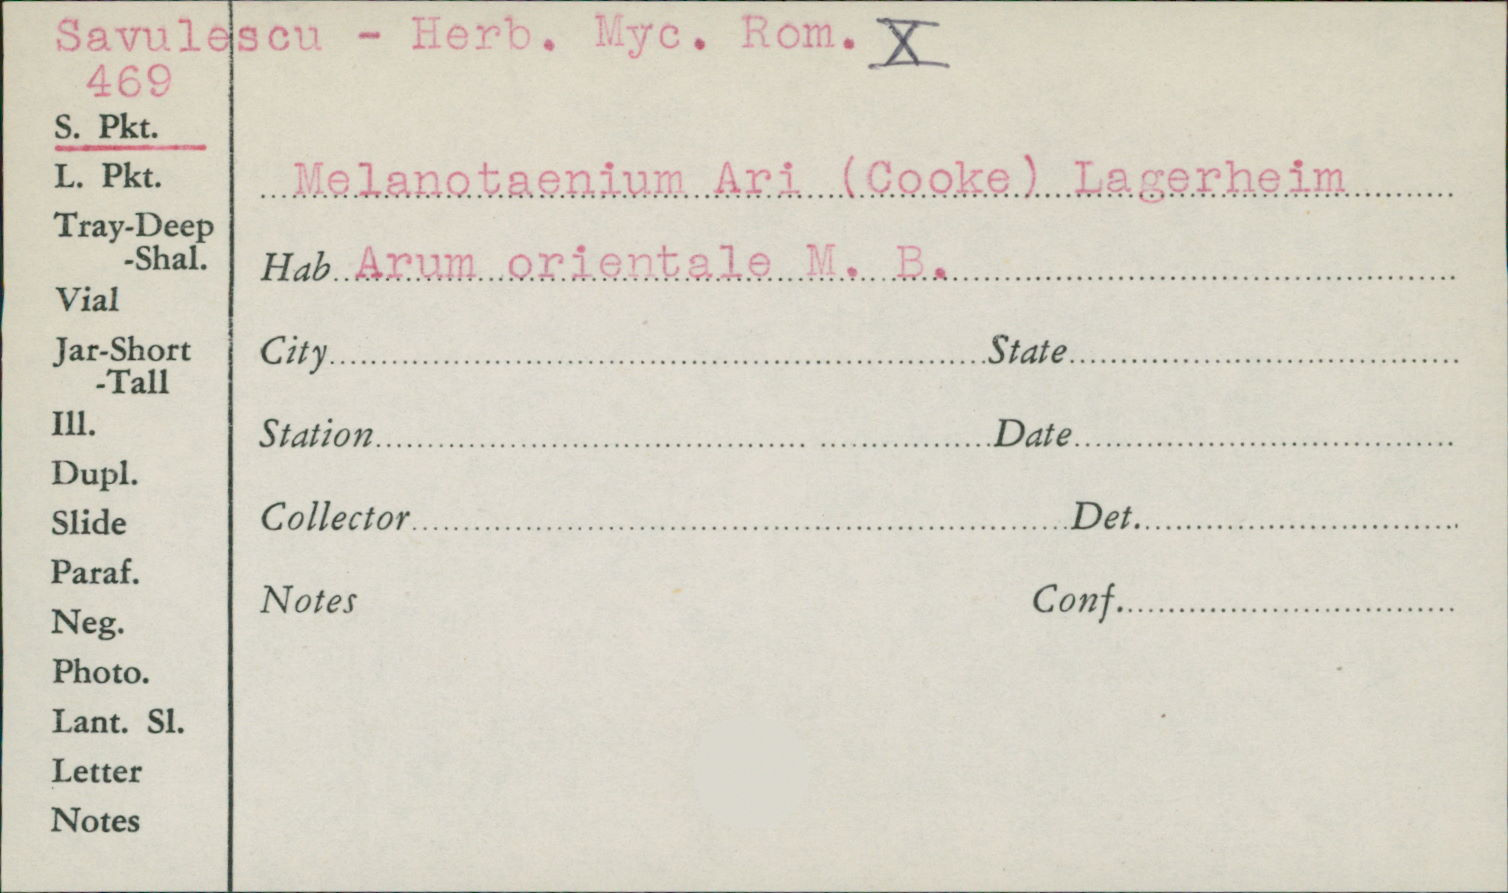 Savulescu - Herb. Myc. Rom. X
469
S. Pkt.
L. Pkt.
Melanotaenium Ari (Cooke) Lagerheim
Tray-Deep
-Shal.
Hab Arum orientale M. B.
Vial
Jar-Short
-Tall
City State
Ill.
Station Date
Dupl.
Slide
Collector Det.
Paraf.
Notes Conf.
Neg.
Photo.
Lant. Sl.
Letter
Notes